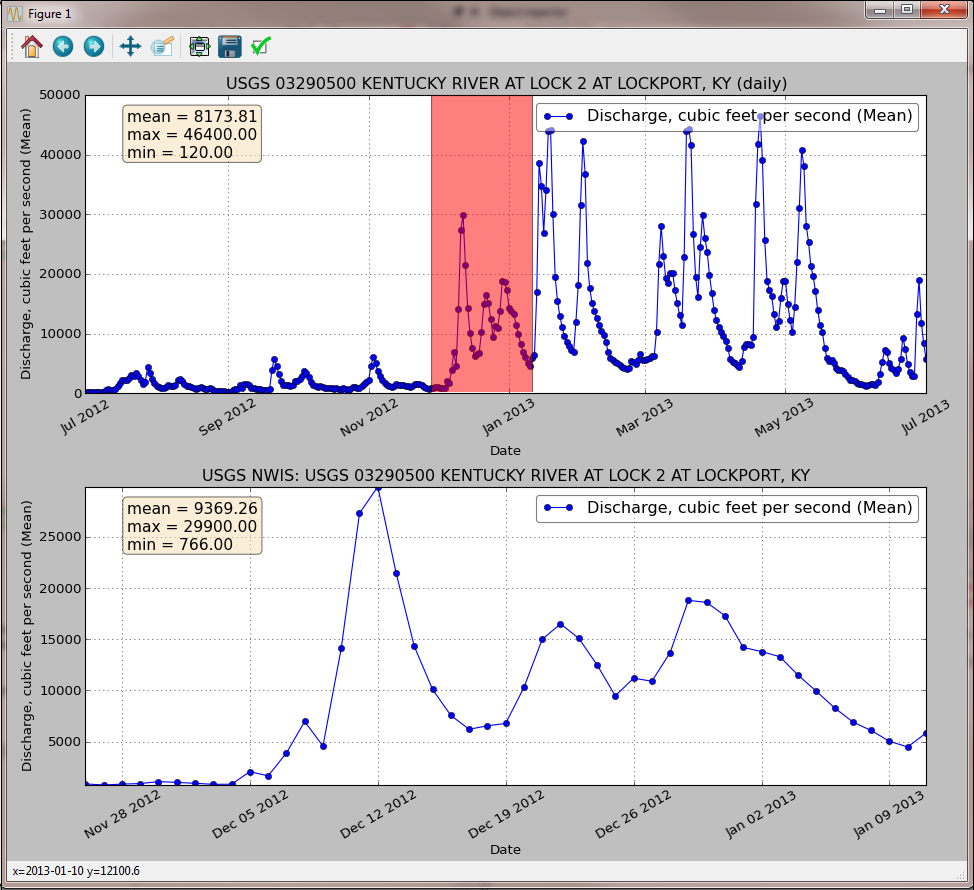 Figure 1
USGS 03290500 KENTUCKY RIVER AT LOCK 2 AT LOCKPORT, KY (daily)
Discharge, cubic feet per second (Mean)
50000
40000
30000
20000
10000
0
mean = 8173.81
max = 46400.00
min = 120.00
Discharge, cubic feet per second (Mean)
Jul 2012
Sep 2012
Nov 2012
Jan 2013
Mar 2013
May 2013
Jul 2013
Date
USGS NWIS: USGS 03290500 KENTUCKY RIVER AT LOCK 2 AT LOCKPORT, KY
Discharge, cubic feet per second (Mean)
25000
20000
15000
10000
5000
mean = 9369.26
max = 29900.00
min = 766.00
Discharge, cubic feet per second (Mean)
Nov 28 2012
Dec 05 2012
Dec 12 2012
Dec 19 2012
Dec 26 2012
Jan 02 2013
Jan 09 2013
Date
x=2013-01-10 y=12100.6